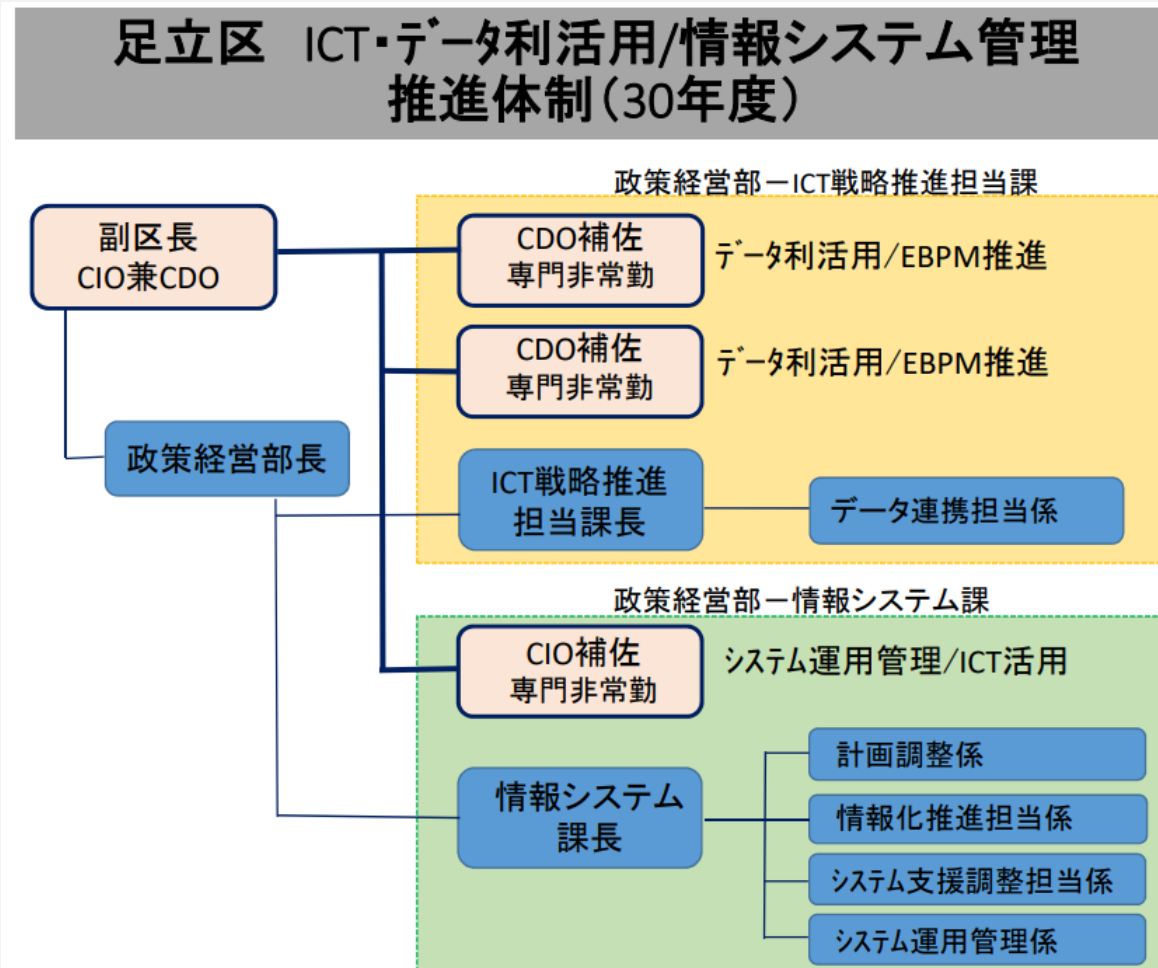 足立区 ICT・ﾃﾞｰﾀ利活用/情報システム管理
推進体制（30年度）
政策経営部－ICT戦略推進担当課
副区長
CIO兼CDO
CDO補佐
専門非常勤
ﾃﾞｰﾀ利活用/EBPM推進
CDO補佐
専門非常勤
ﾃﾞｰﾀ利活用/EBPM推進
政策経営部長
ICT戦略推進
担当課長
データ連携担当係
政策経営部－情報システム課
CIO補佐
専門非常勤
ｼｽﾃﾑ運用管理/ICT活用
情報システム
課長
計画調整係
情報化推進担当係
ｼｽﾃﾑ支援調整担当係
ｼｽﾃﾑ運用管理係